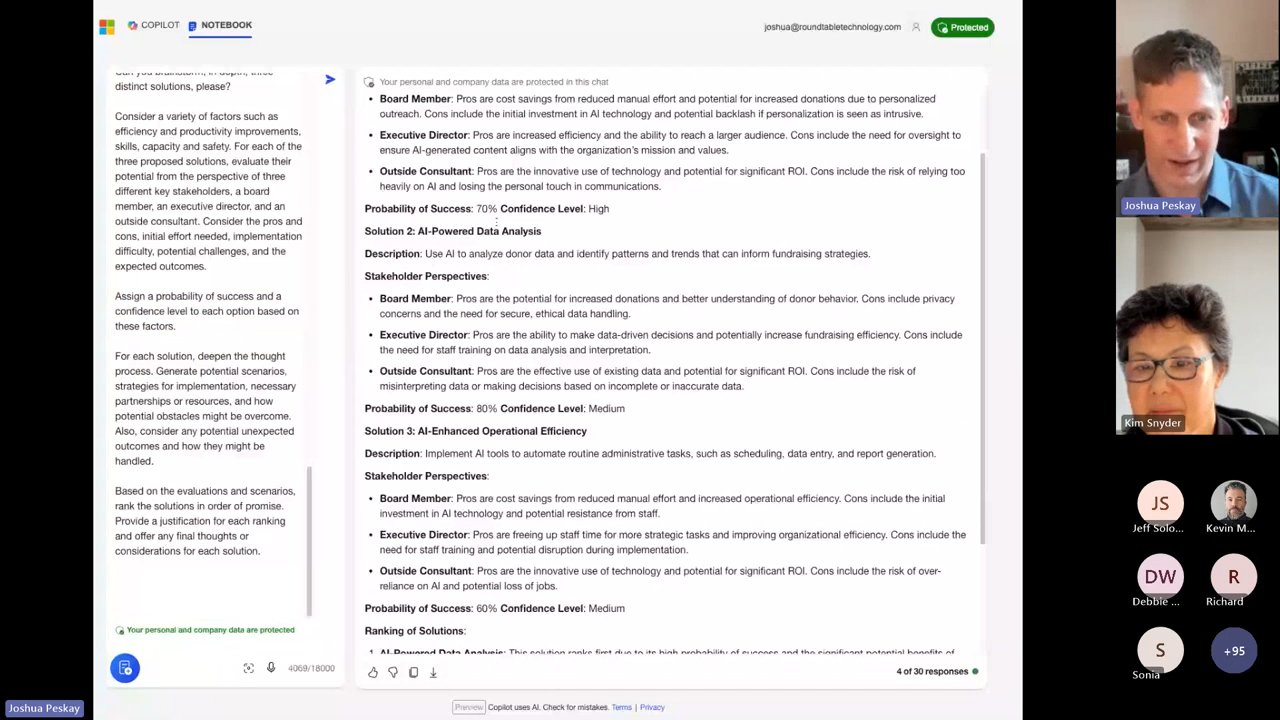 COPILOT
NOTEBOOK
joshua@roundtabletechnology.com
Protected
Can you brainstorm, in depth, three
distinct solutions, please?
Consider a variety of factors such as
efficiency and productivity improvements,
skills, capacity and safety. For each of
the three proposed solutions, evaluate their
potential from the perspective of three
different key stakeholders, a board
member, an executive director, and an
outside consultant. Consider the pros and
cons, initial effort needed, implementation
difficulty, potential challenges, and the
expected outcomes.
Assign a probability of success and a
confidence level to each option based on
these factors.
For each solution, deepen the thought
process. Generate potential scenarios,
strategies for implementation, necessary
partnerships or resources, and how
potential obstacles might be overcome.
Also, consider any potential unexpected
outcomes and how they might be
handled.
Based on the evaluations and scenarios,
rank the solutions in order of promise.
Provide a justification for each ranking
and offer any final thoughts or
considerations for each solution.
Your personal and company data are protected
4069/18000
Your personal and company data are protected in this chat
• Board Member: Pros are cost savings from reduced manual effort and potential for increased donations due to personalized
outreach. Cons include the initial investment in AI technology and potential backlash if personalization is seen as intrusive.
• Executive Director: Pros are increased efficiency and the ability to reach a larger audience. Cons include the need for oversight to
ensure AI-generated content aligns with the organization's mission and values.
• Outside Consultant: Pros are the innovative use of technology and potential for significant ROI. Cons include the risk of relying too
heavily on AI and losing the personal touch in communications.
Probability of Success: 70% Confidence Level: High
Solution 2: AI-Powered Data Analysis
Description: Use AI to analyze donor data and identify patterns and trends that can inform fundraising strategies.
Stakeholder Perspectives:
• Board Member: Pros are the potential for increased donations and better understanding of donor behavior. Cons include privacy
concerns and the need for secure, ethical data handling.
• Executive Director: Pros are the ability to make data-driven decisions and potentially increase fundraising efficiency. Cons include
the need for staff training on data analysis and interpretation.
• Outside Consultant: Pros are the effective use of existing data and potential for significant ROI. Cons include the risk of
misinterpreting data or making decisions based on incomplete or inaccurate data.
Probability of Success: 80% Confidence Level: Medium
Solution 3: AI-Enhanced Operational Efficiency
Description: Implement AI tools to automate routine administrative tasks, such as scheduling, data entry, and report generation.
Stakeholder Perspectives:
• Board Member: Pros are cost savings from reduced manual effort and increased operational efficiency. Cons include the initial
investment in AI technology and potential resistance from staff.
• Executive Director: Pros are freeing up staff time for more strategic tasks and improving organizational efficiency. Cons include the
need for staff training and potential disruption during implementation.
• Outside Consultant: Pros are the innovative use of technology and potential for significant ROI. Cons include the risk of over-
reliance on AI and potential loss of jobs.
Probability of Success: 60% Confidence Level: Medium
Ranking of Solutions:
1. AI-Powered Data Analysis: This solution ranks first due to its high probability of success and the significant potential benefits of
4 of 30 responses
Preview Copilot uses AI. Check for mistakes. Terms | Privacy
Joshua Peskay
Joshua Peskay
Kim Snyder
JS
Jeff Solo...
Kevin M...
DW
Debbie ...
R
Richard
S
Sonia
+95